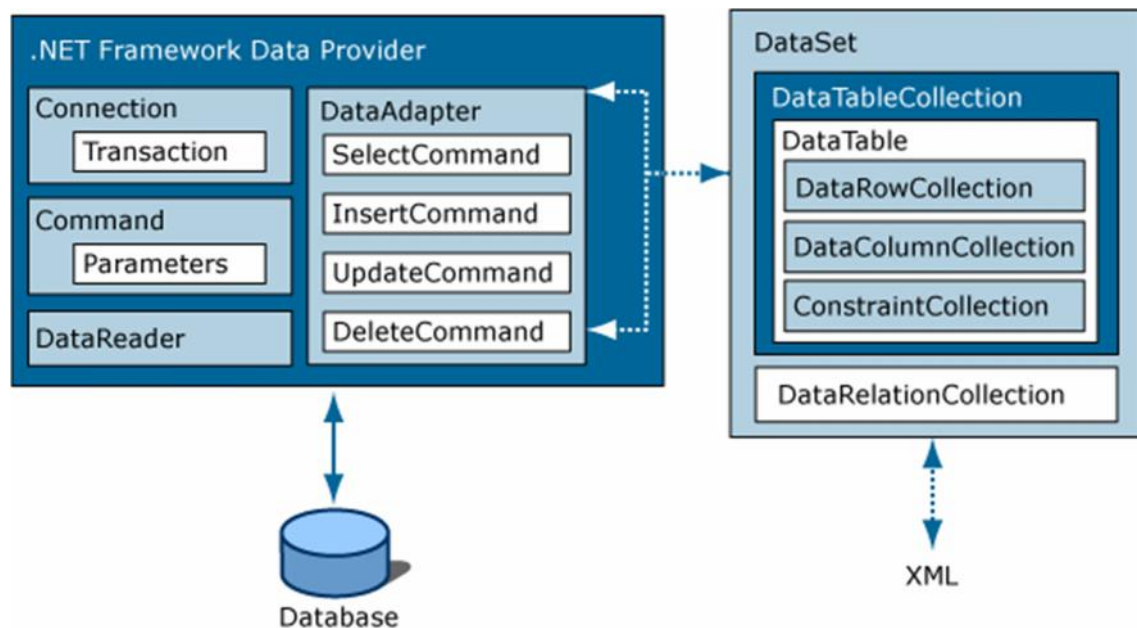 .NET Framework Data Provider
Connection
Transaction
Command
Parameters
DataReader
DataAdapter
SelectCommand
InsertCommand
UpdateCommand
DeleteCommand
Database
DataSet
DataTableCollection
DataTable
DataRowCollection
DataColumnCollection
ConstraintCollection
DataRelationCollection
XML